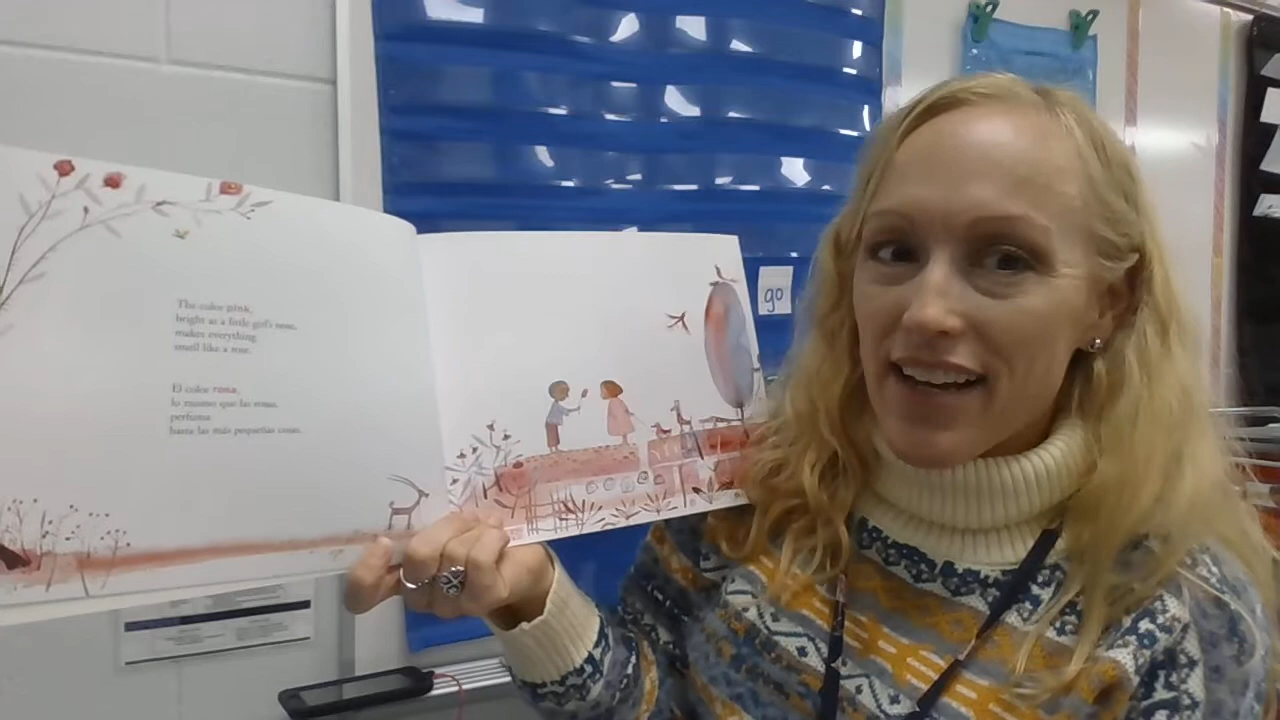 The color pink,
bright as a little girl's nose,
makes everything
smell like a rose.
El color rosa,
lo mismo que las rosas,
perfuma
hasta las más pequeñas cosas.
go